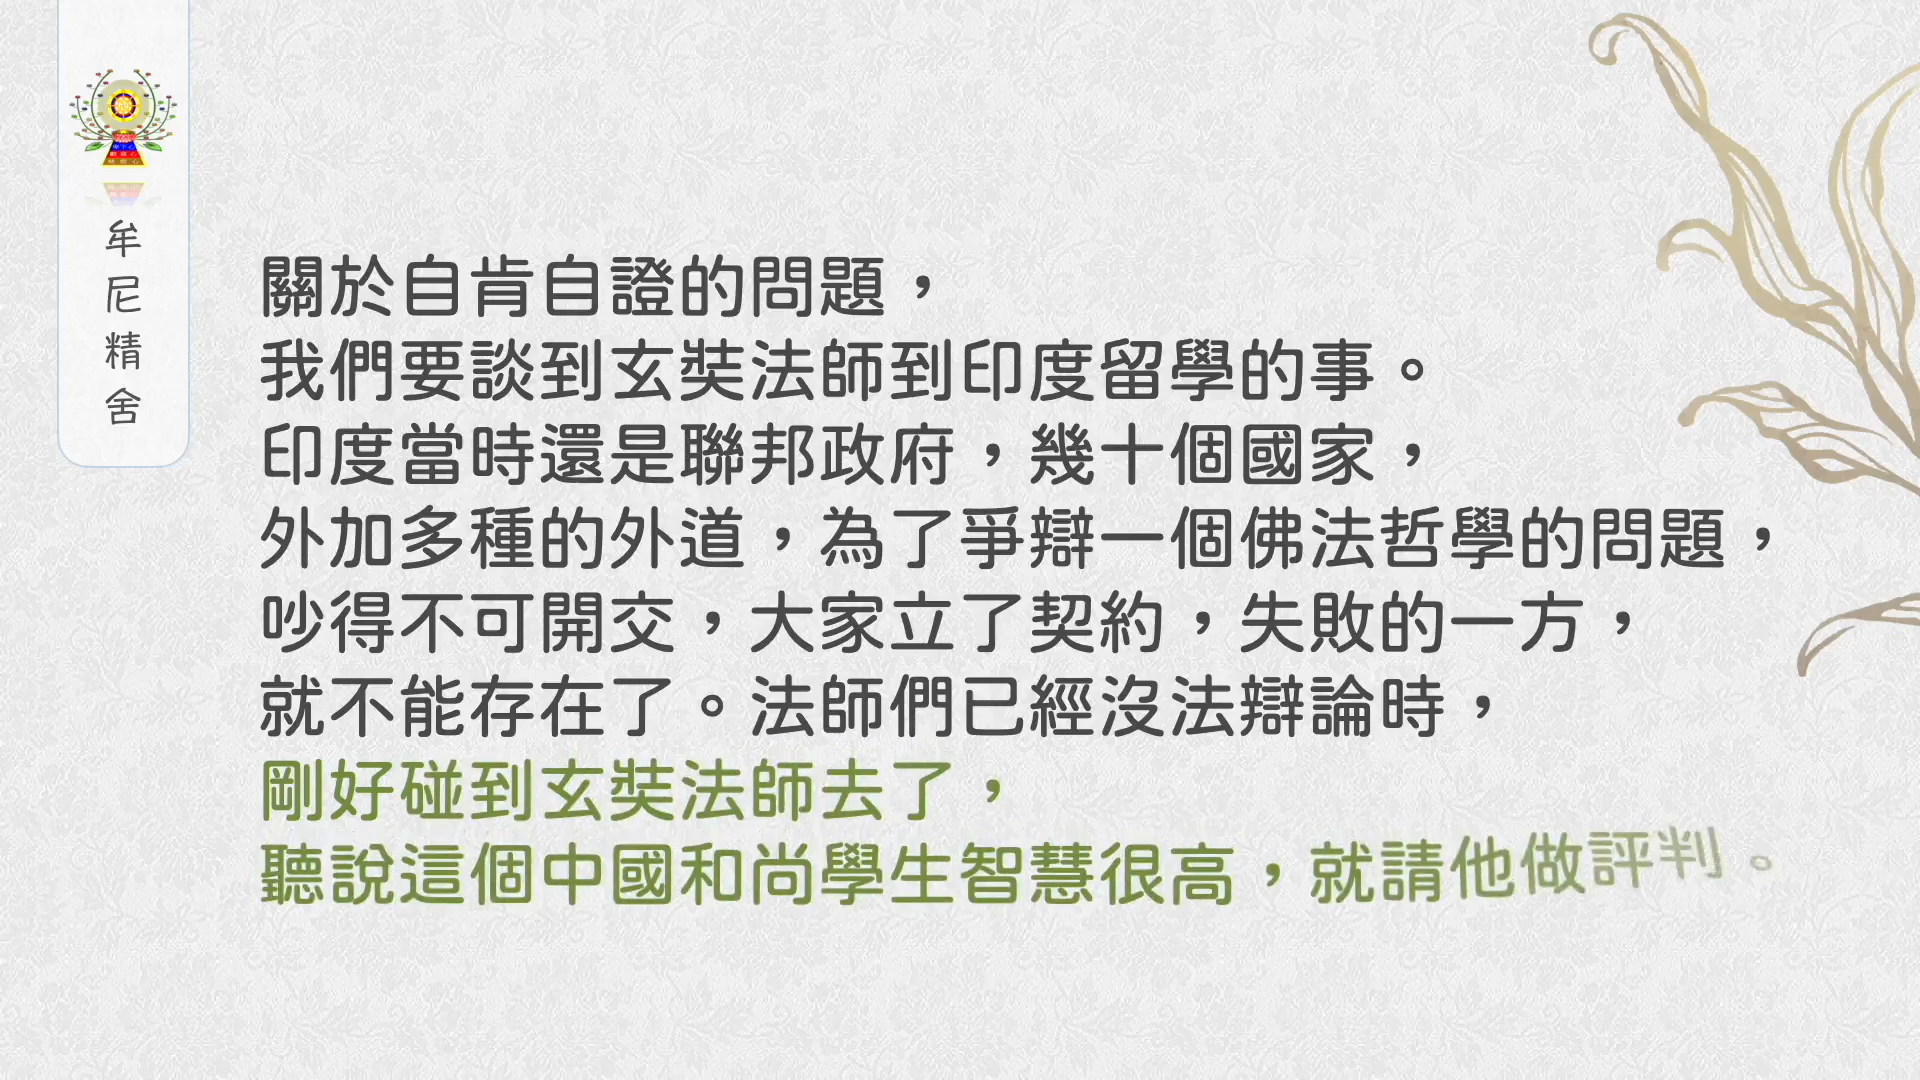 牟尼精舍
關於自肯自證的問題，
我們要談到玄奘法師到印度留學的事。
印度當時還是聯邦政府，幾十個國家，
外加多種的外道，為了爭辯一個佛法哲學的問題，
吵得不可開交，大家立了契約，失敗的一方，
就不能存在了。法師們已經沒法辯論時，
剛好碰到玄奘法師去了，
聽說這個中國和尚學生智慧很高，就請他做評判。